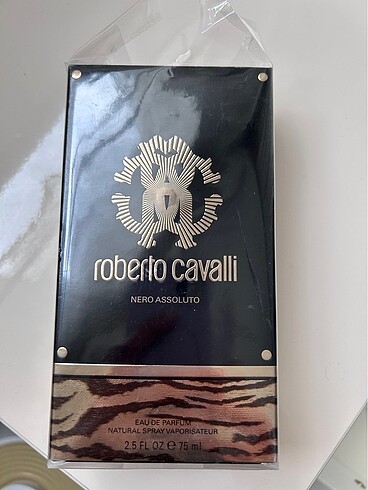 roberto cavalli
NERO ASSOLUTO
EAU DE PARFUM
NATURAL SPRAY VAPORISATEUR
2.5 FL OZ ℮ 75 ml